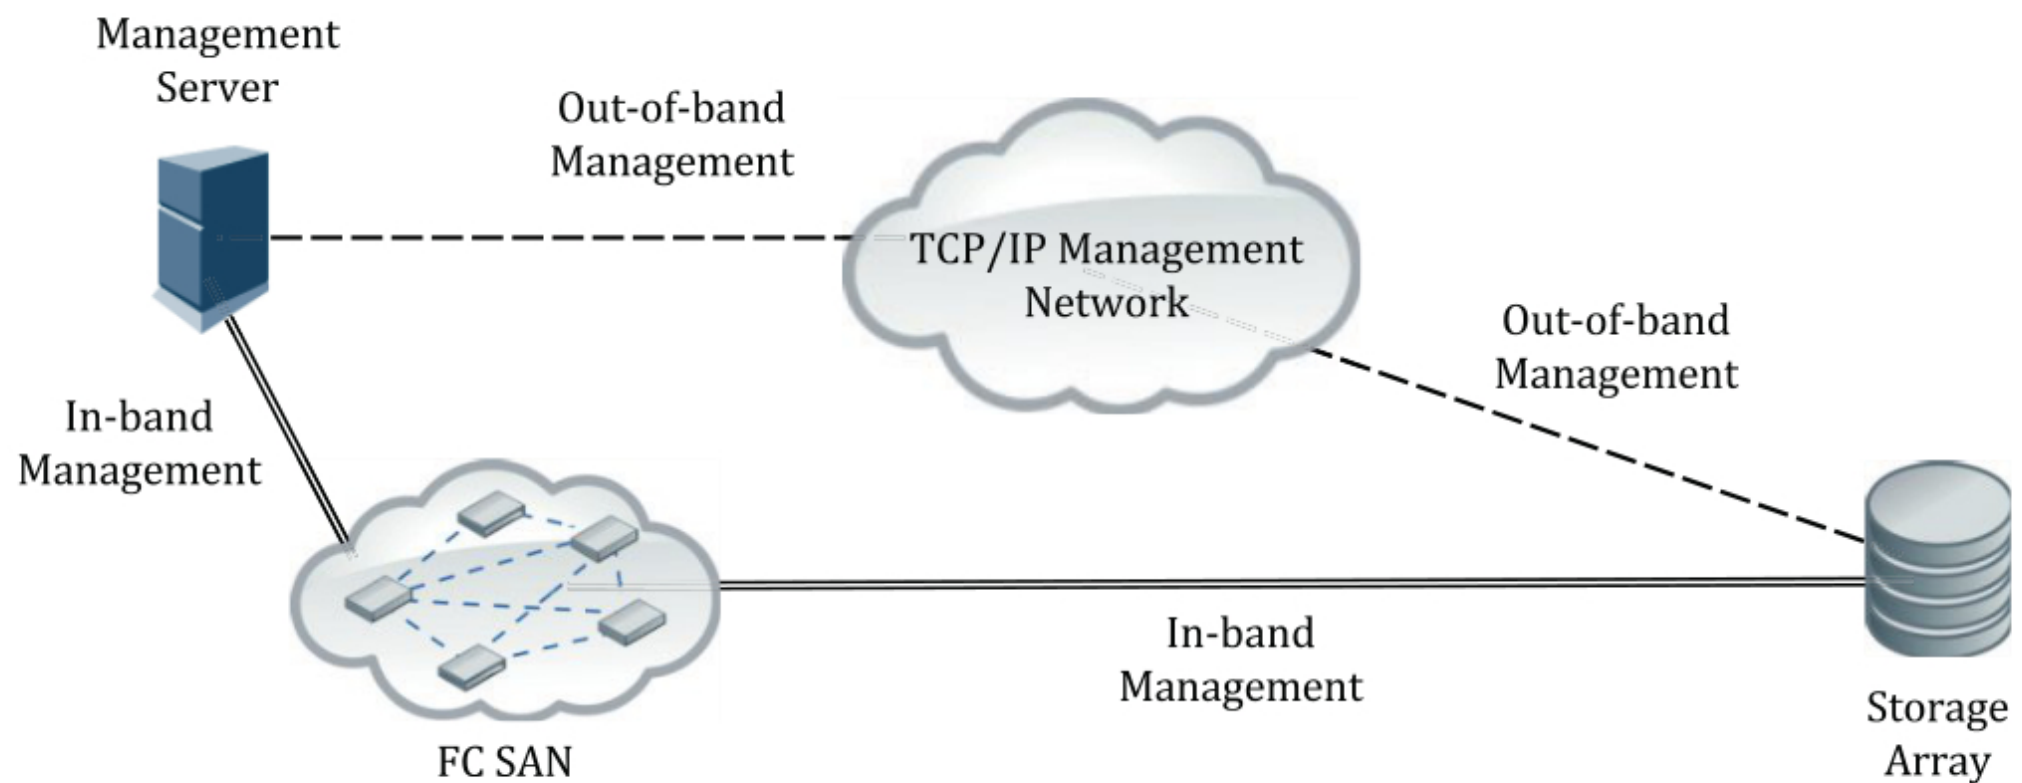 Management
Server
Out-of-band
Management
TCP/IP Management
Network
Out-of-band
Management
In-band
Management
In-band
Management
FC SAN
Storage
Array